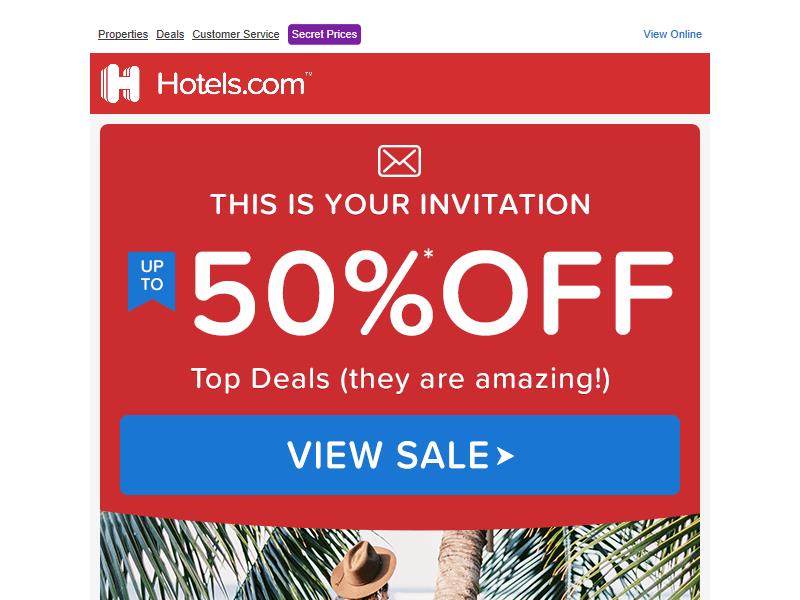 Properties Deals Customer Service Secret Prices View Online
Hotels.com™
THIS IS YOUR INVITATION
UP
TO
50%*OFF
Top Deals (they are amazing!)
VIEW SALE➤